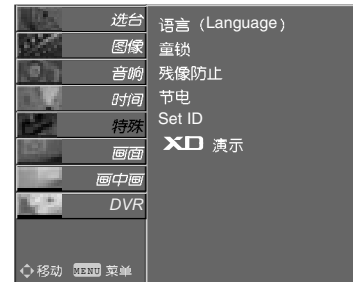 选台
图像
音响
时间
特殊
画面
画中画
DVR
移动 MENU 菜单
语言（Language）
童锁
残像防止
节电
Set ID
XD 演示